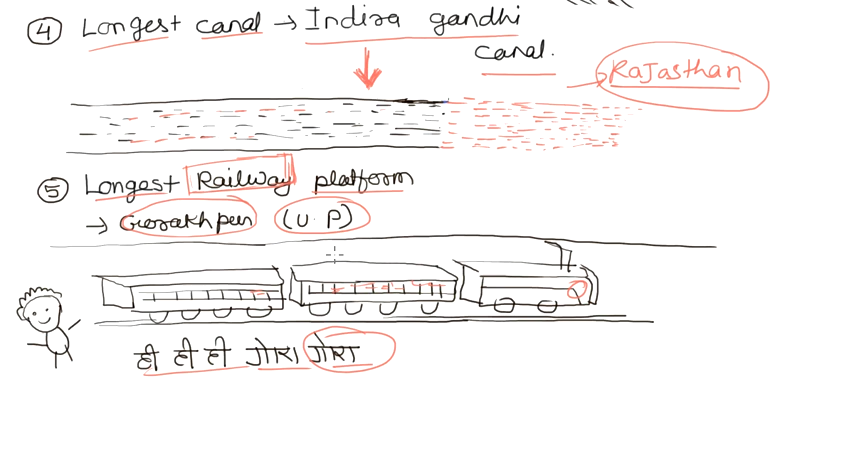 ④ Longest canal → Indira gandhi
canal.
Rajasthan
⑤ Longest Railway platform
→ Gorakhpur (U.P)
ही ही ही गोरा गोरा